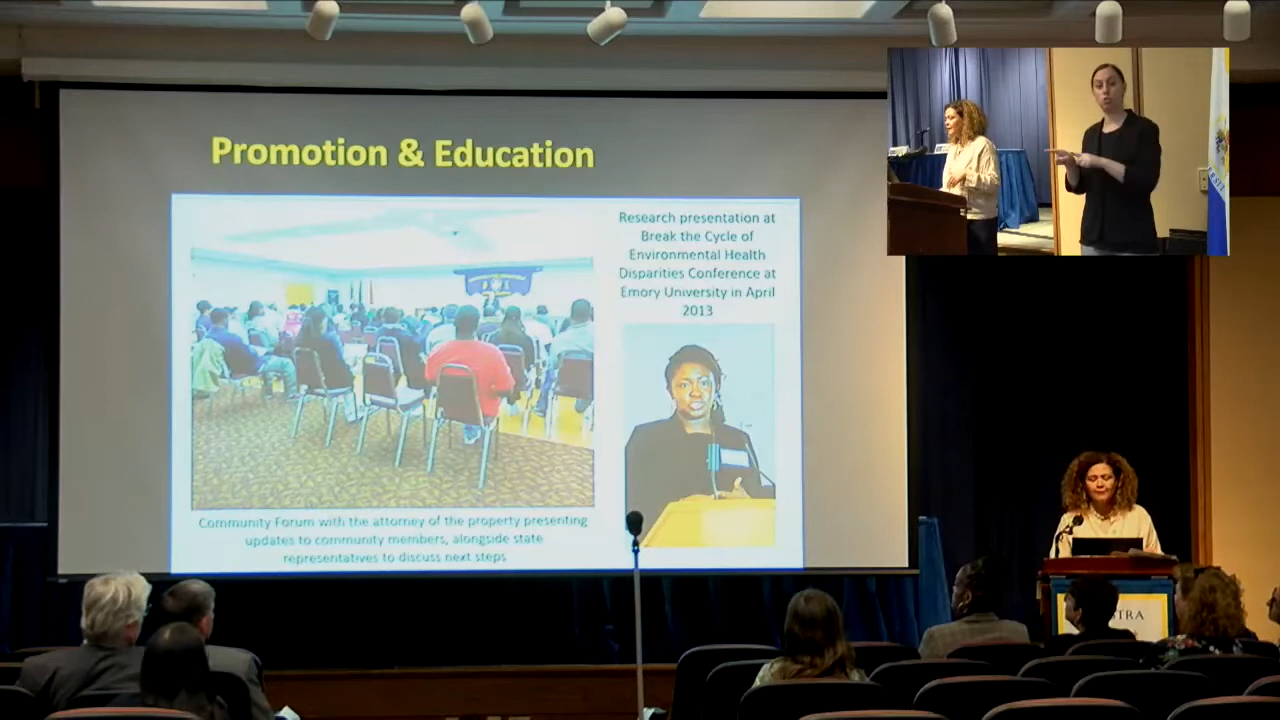 Promotion & Education
Research presentation at
Break the Cycle of
Environmental Health
Disparities Conference at
Emory University in April
2013
Community Forum with the attorney of the property presenting
updates to community members, alongside state
representatives to discuss next steps